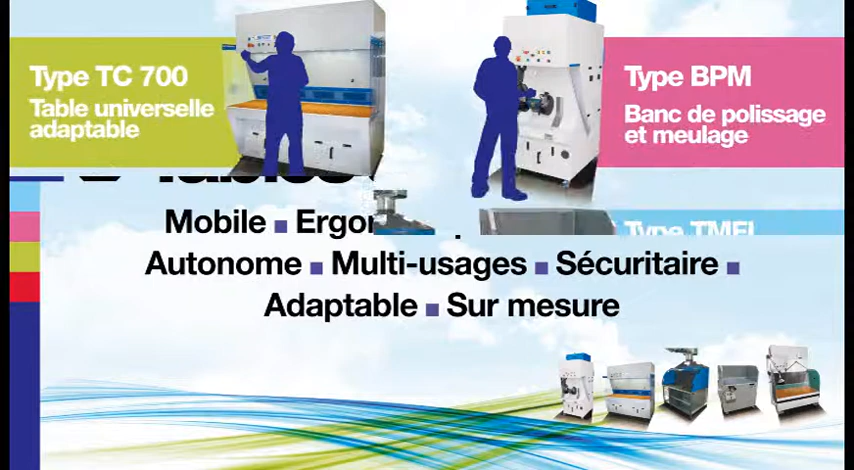 Type TC 700
Table universelle
adaptable
Type BPM
Banc de polissage
et meulage
Mobile ▪
Autonome ▪ Multi-usages ▪ Sécuritaire ▪
Adaptable ▪ Sur mesure